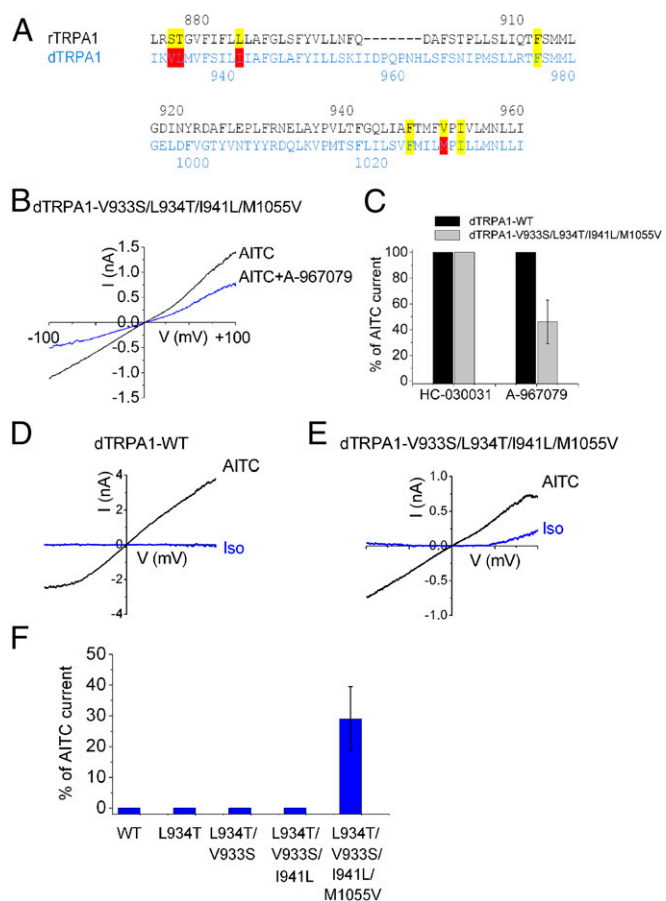 A
880 910
rTRPA1 LRSTGVFIFLLLAFGLSFYVLLNFQ-------DAFSTPLLSLIQTFSMML
dTRPA1 IKVLMVFSILLIAFGLAFYILLSKIIDPQPNHLSFSNIPMSLLRTFSMML
940 960 980
920 940 960
GDINYRDAFLEPLFRNELAYPVLTFGQLIAFTMFVPIVLMNLLI
GELDFVGTYVNTYYRDQLKVPMTSFLILSVFMILMPILLMNLLI
1000 1020
B
dTRPA1-V933S/L934T/I941L/M1055V
I (nA)
1.5
1.0
0.5
0.0
-0.5
-1.0
-1.5
-100 V (mV) +100
AITC
AITC+A-967079
C
dTRPA1-WT
dTRPA1-V933S/L934T/I941L/M1055V
% of AITC current
100
80
60
40
20
0
HC-030031 A-967079
D
dTRPA1-WT
I (nA)
4
2
0
-2
-4
V (mV)
AITC
Iso
E
dTRPA1-V933S/L934T/I941L/M1055V
I (nA)
1.0
0.5
0.0
-0.5
-1.0
V (mV)
AITC
Iso
F
% of AITC current
50
40
30
20
10
0
WT
L934T
L934T/
V933S
L934T/
V933S/
I941L
L934T/
V933S/
I941L/
M1055V